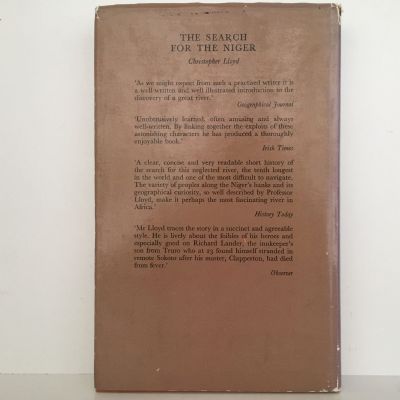 THE SEARCH
FOR THE NIGER
Christopher Lloyd
'As we might expect from such a practised writer it is
a well-written and well illustrated introduction to the
discovery of a great river.'
Geographical Journal
'Unobtrusively learned, often amusing and always
well-written. By linking together the exploits of these
astonishing characters he has produced a thoroughly
enjoyable book.'
Irish Times
'A clear, concise and very readable short history of
the search for this neglected river, the tenth longest
in the world and one of the most difficult to navigate.
The variety of peoples along the Niger's banks and its
geographical curiosity, so well described by Professor
Lloyd, make it perhaps the most fascinating river in
Africa.'
History Today
'Mr Lloyd traces the story in a succinct and agreeable
style. He is lively about the foibles of his heroes and
especially good on Richard Lander, the innkeeper's
son from Truro who at 23 found himself stranded in
remote Sokoto after his master, Clapperton, had died
from fever.'
Observer